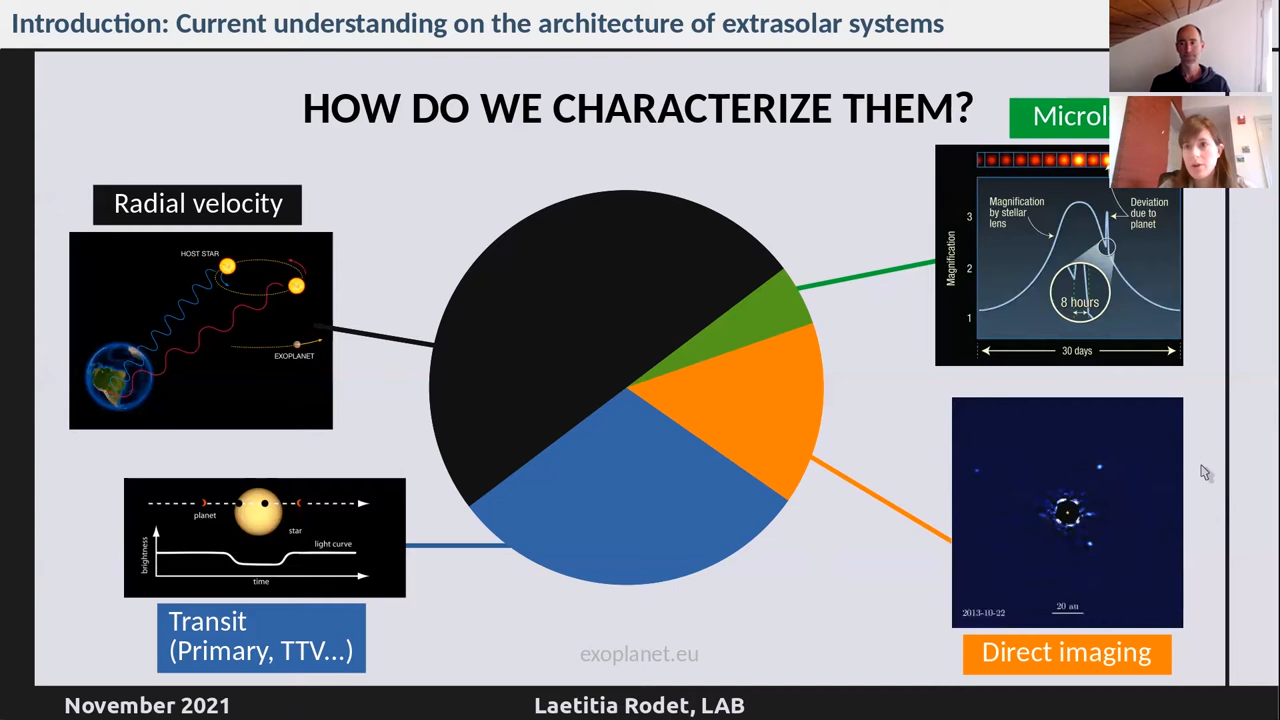 Introduction: Current understanding on the architecture of extrasolar systems
HOW DO WE CHARACTERIZE THEM?
Radial velocity
HOST STAR
EXOPLANET
planet
star
light curve
brightness
time
Transit
(Primary, TTV...)
Magnification
by stellar
lens
Deviation
due to
planet
Magnification
3
2
1
8 hours
30 days
2013-10-22
20 au
Direct imaging
exoplanet.eu
November 2021
Laetitia Rodet, LAB